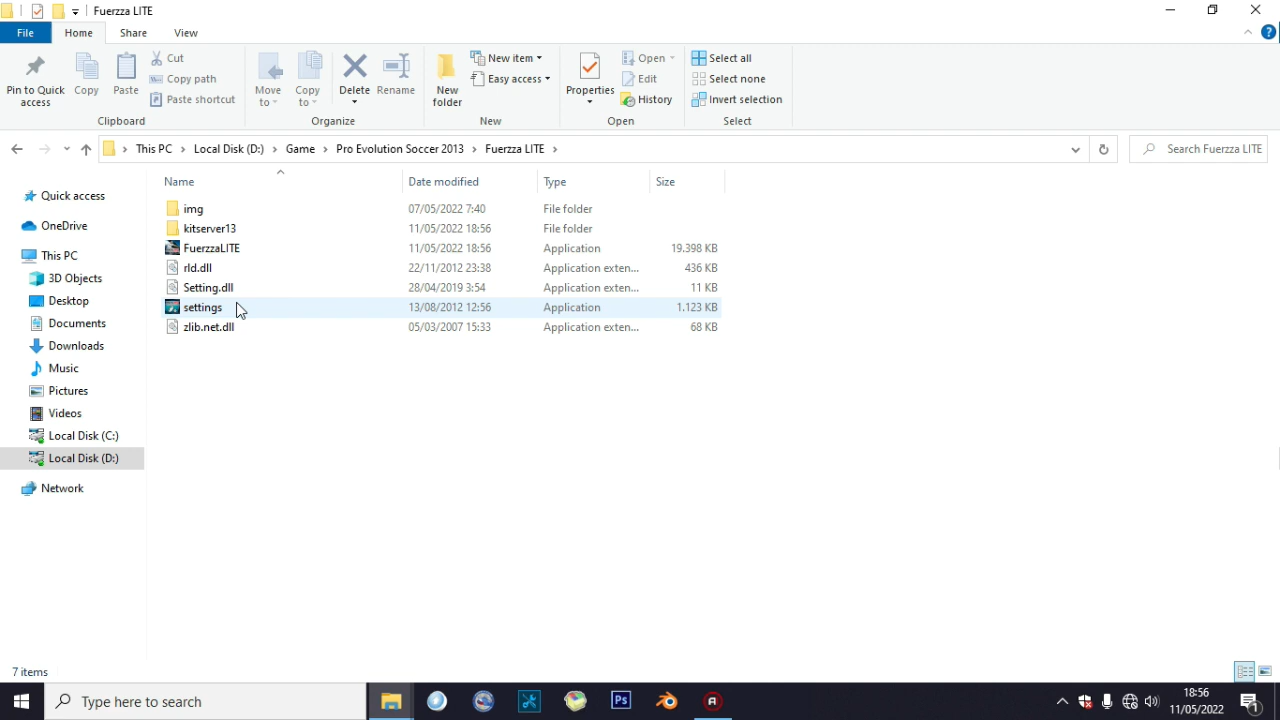 Fuerzza LITE
File Home Share View
Pin to Quick access
Copy
Paste
Cut
Copy path
Paste shortcut
Clipboard
Move to
Copy to
Delete
Rename
Organize
New folder
New item
Easy access
New
Properties
Open
Edit
History
Open
Select all
Select none
Invert selection
Select
This PC > Local Disk (D:) > Game > Pro Evolution Soccer 2013 > Fuerzza LITE >
Search Fuerzza LITE
Quick access
OneDrive
This PC
3D Objects
Desktop
Documents
Downloads
Music
Pictures
Videos
Local Disk (C:)
Local Disk (D:)
Network
Name Date modified Type Size
img 07/05/2022 7:40 File folder
kitserver13 11/05/2022 18:56 File folder
FuerzzaLITE 11/05/2022 18:56 Application 19.398 KB
rld.dll 22/11/2012 23:38 Application exten... 436 KB
Setting.dll 28/04/2019 3:54 Application exten... 11 KB
settings 13/08/2012 12:56 Application 1.123 KB
zlib.net.dll 05/03/2007 15:33 Application exten... 68 KB
7 items
Type here to search
Ps
18:56
11/05/2022
1